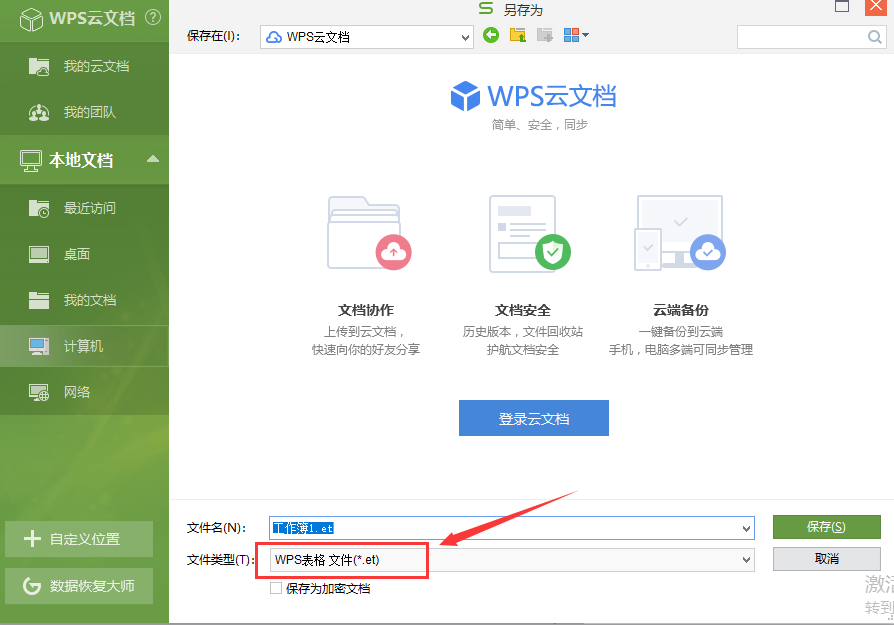 WPS云文档 ?
我的云文档
我的团队
本地文档
最近访问
桌面
我的文档
计算机
网络
自定义位置
数据恢复大师
另存为
保存在(I):
WPS云文档
WPS云文档
简单、安全，同步
文档协作
上传到云文档，
快速向你的好友分享
文档安全
历史版本，文件回收站
护航文档安全
云端备份
一键备份到云端
手机，电脑多端可同步管理
登录云文档
文件名(N):
工作簿1.et
保存(S)
文件类型(T):
WPS表格 文件(*.et)
取消
保存为加密文档
激活
转到